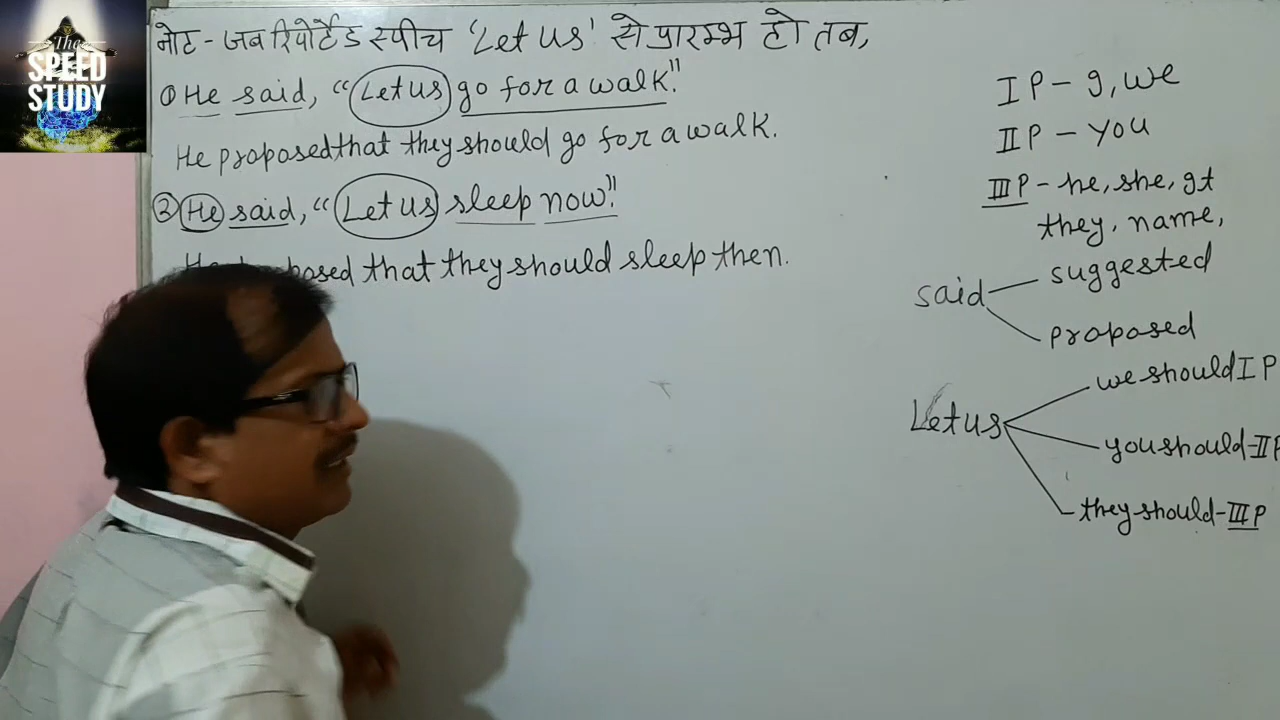 The
SPEED
STUDY
नोट - जब रिपोर्टेड स्पीच 'Let us' से प्रारम्भ हो तब,
① He said, "Let us go for a walk."
He proposed that they should go for a walk.
② He said, "Let us sleep now."
posed that they should sleep then.
I P - I, we
II P - you
III P - he, she, It
they, name,
said
suggested
proposed
Let us
we should I P
you should - II P
they should - III P